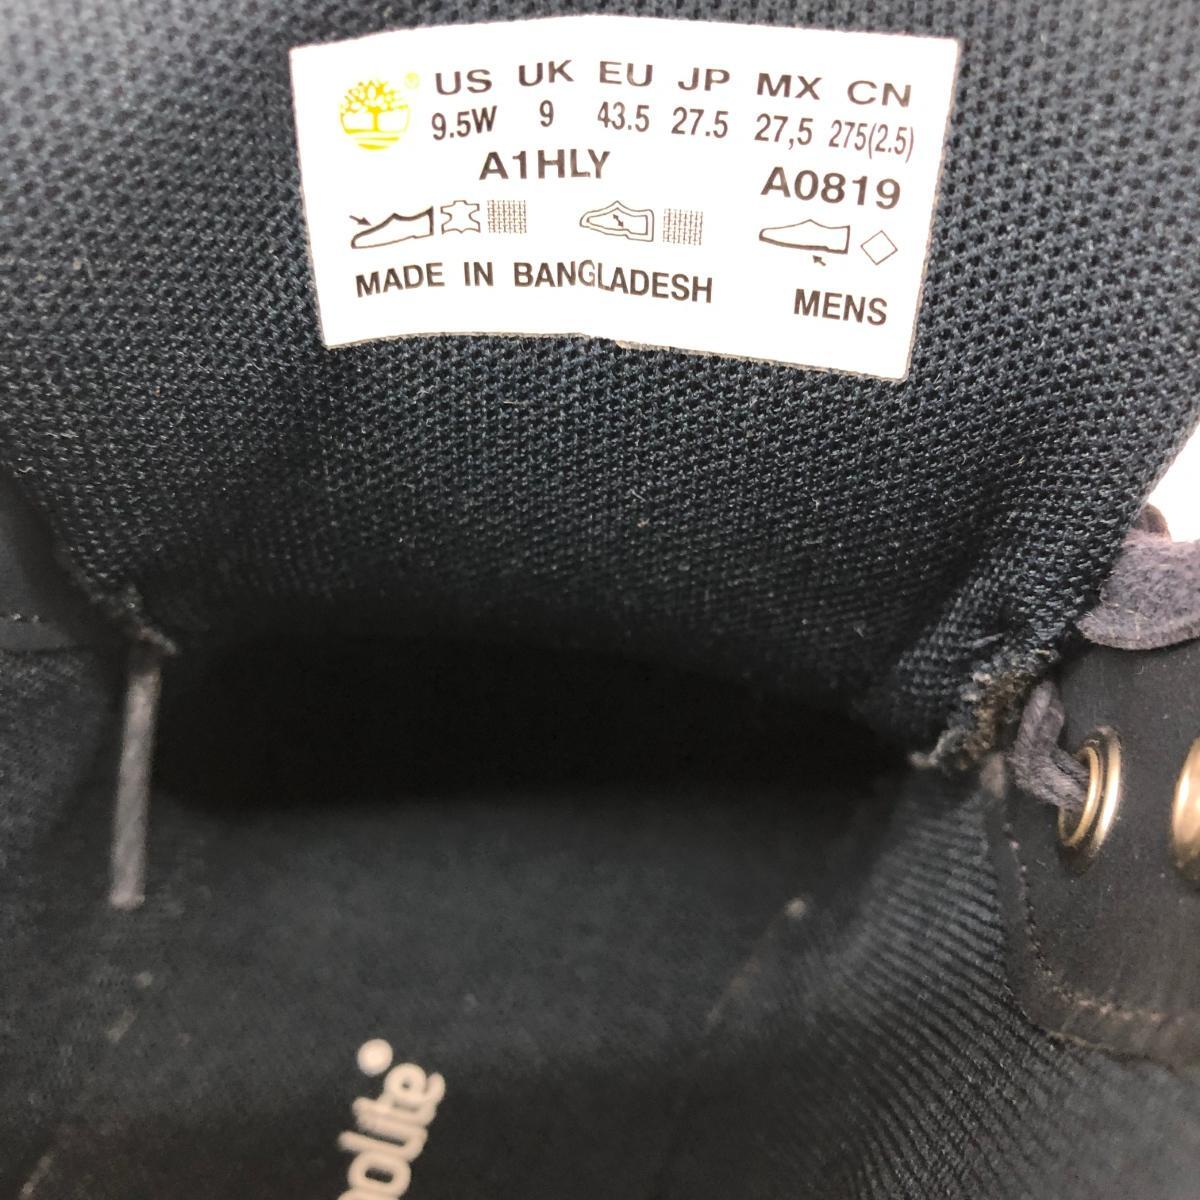 US UK EU JP MX CN
9.5W 9 43.5 27.5 27,5 275(2.5)
A1HLY A0819
MADE IN BANGLADESH MENS